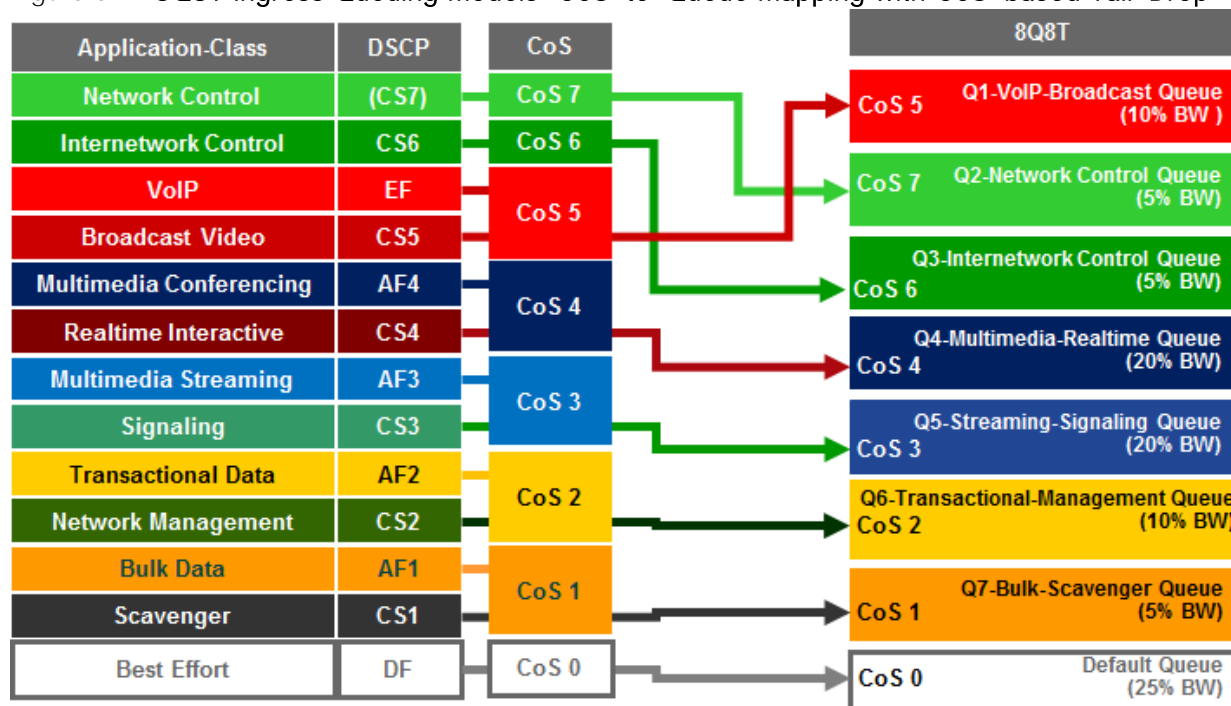 Application-Class DSCP CoS 8Q8T
Network Control (CS7) CoS 7
Internetwork Control CS6 CoS 6
VoIP EF
CoS 5
Broadcast Video CS5
Multimedia Conferencing AF4
CoS 4
Realtime Interactive CS4
Multimedia Streaming AF3
CoS 3
Signaling CS3
Transactional Data AF2
CoS 2
Network Management CS2
Bulk Data AF1
CoS 1
Scavenger CS1
Best Effort DF CoS 0
CoS 5 Q1-VoIP-Broadcast Queue
(10% BW )
CoS 7 Q2-Network Control Queue
(5% BW)
Q3-Internetwork Control Queue
CoS 6 (5% BW)
Q4-Multimedia-Realtime Queue
CoS 4 (20% BW)
Q5-Streaming-Signaling Queue
CoS 3 (20% BW)
Q6-Transactional-Management Queue
CoS 2 (10% BW)
Q7-Bulk-Scavenger Queue
CoS 1 (5% BW)
Default Queue
CoS 0 (25% BW)